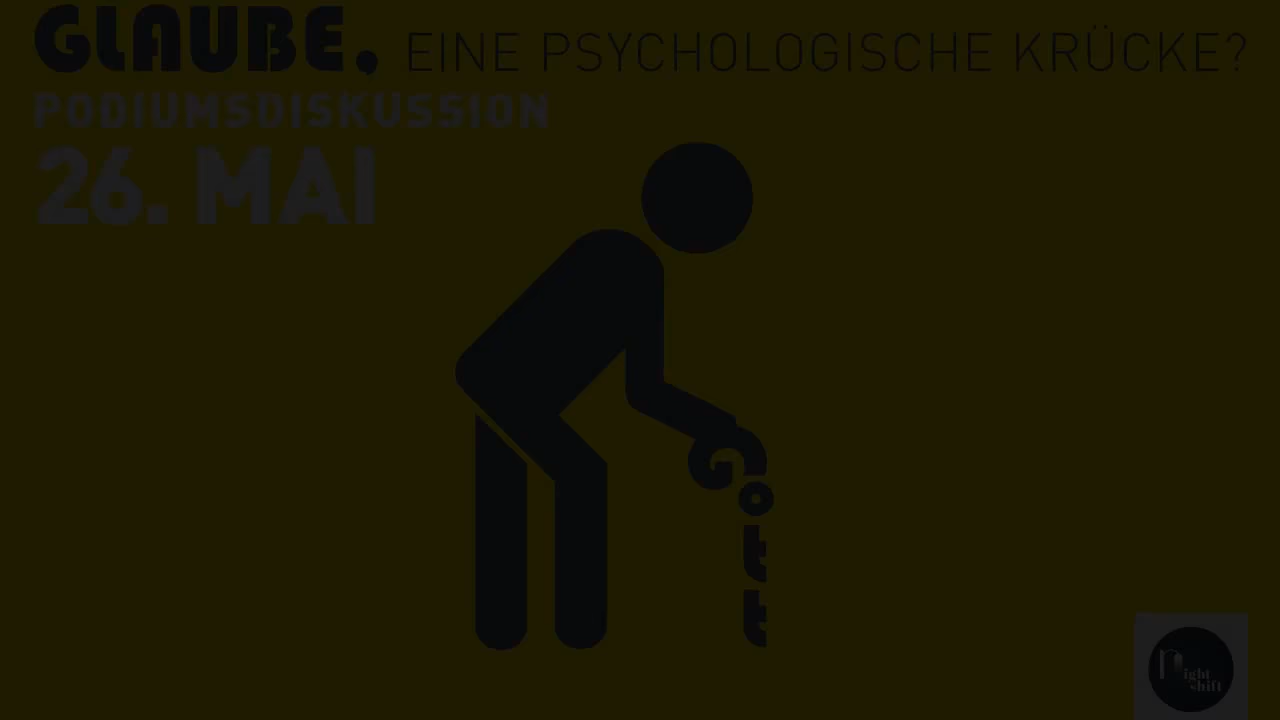 GLAUBE. EINE PSYCHOLOGISCHE KRÜCKE?
PODIUMSDISKUSSION
26. MAI
Gott
night
shift